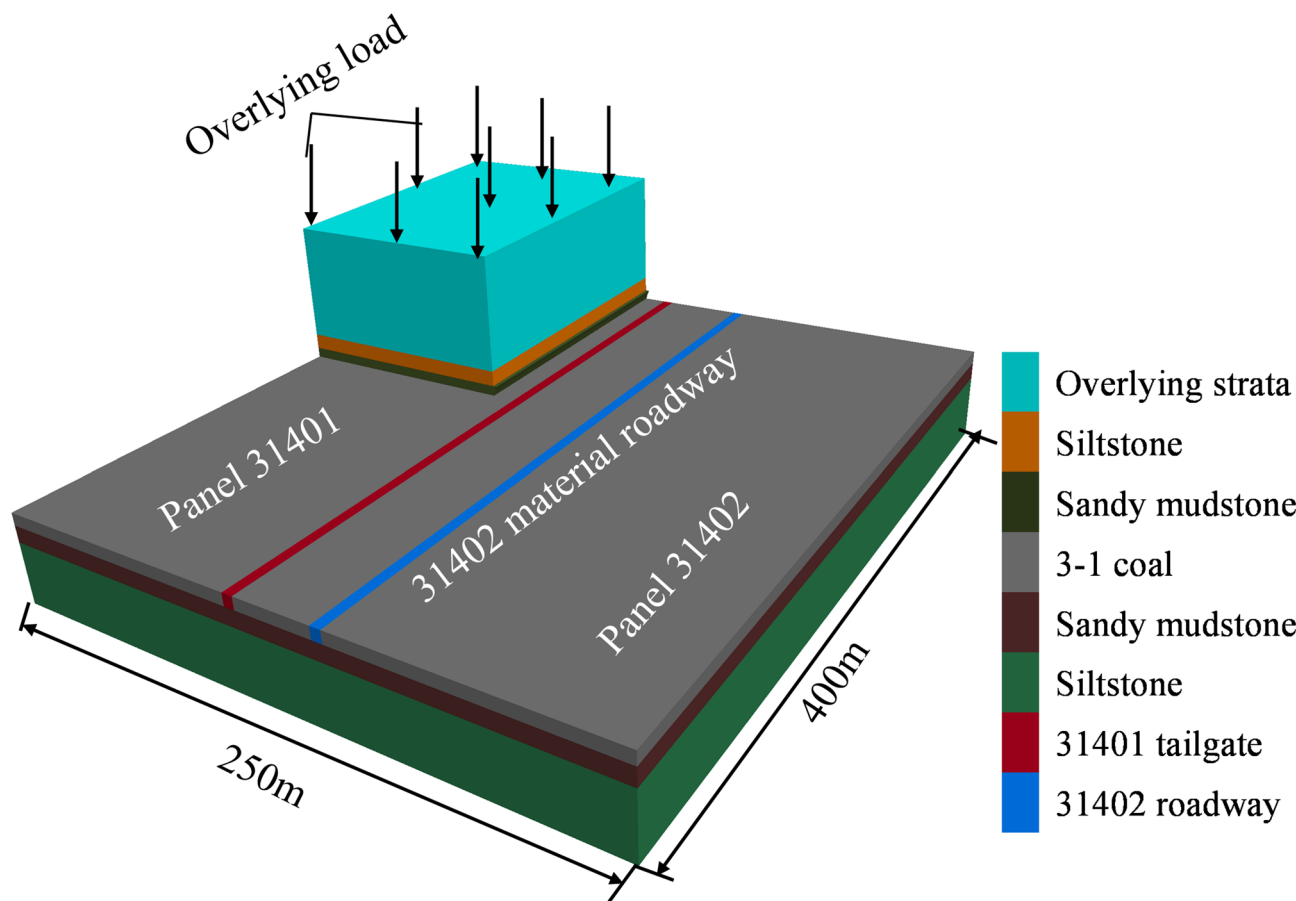 Overlying load
Panel 31401
31402 material roadway
Panel 31402
250m
400m
Overlying strata
Siltstone
Sandy mudstone
3-1 coal
Sandy mudstone
Siltstone
31401 tailgate
31402 roadway